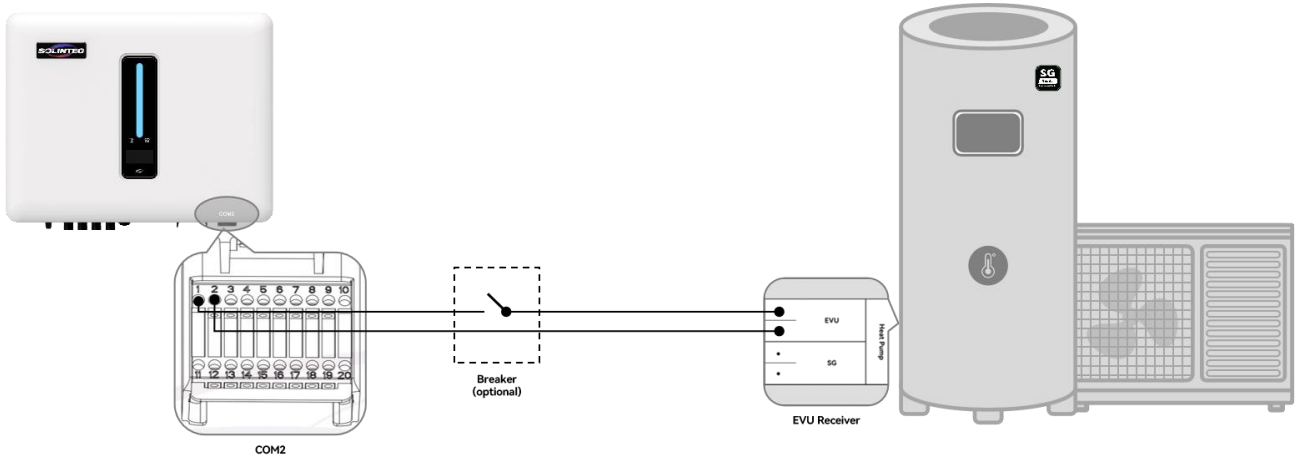 SOLINTEG
COM2
SG
1 2 3 4 5 6 7 8 9 10
11 12 13 14 15 16 17 18 19 20
COM2
Breaker
(optional)
EVU
SG
Heat Pump
EVU Receiver